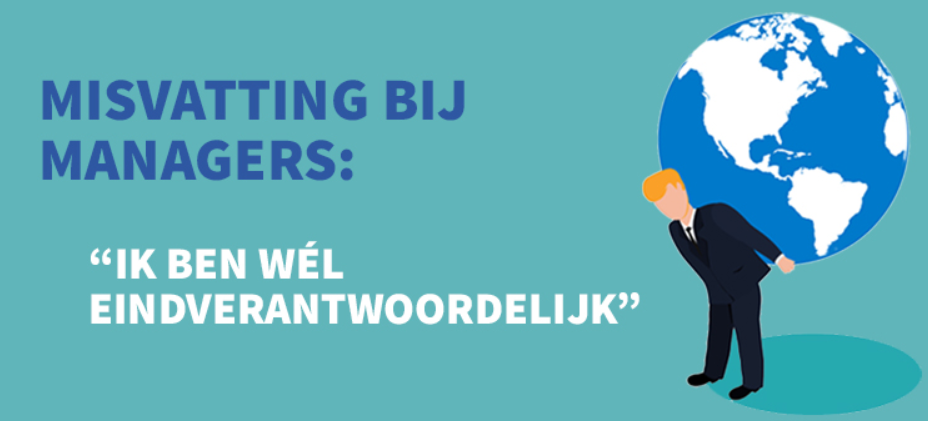 MISVATTING BIJ
MANAGERS:
“IK BEN WÉL
EINDVERANTWOORDELIJK”